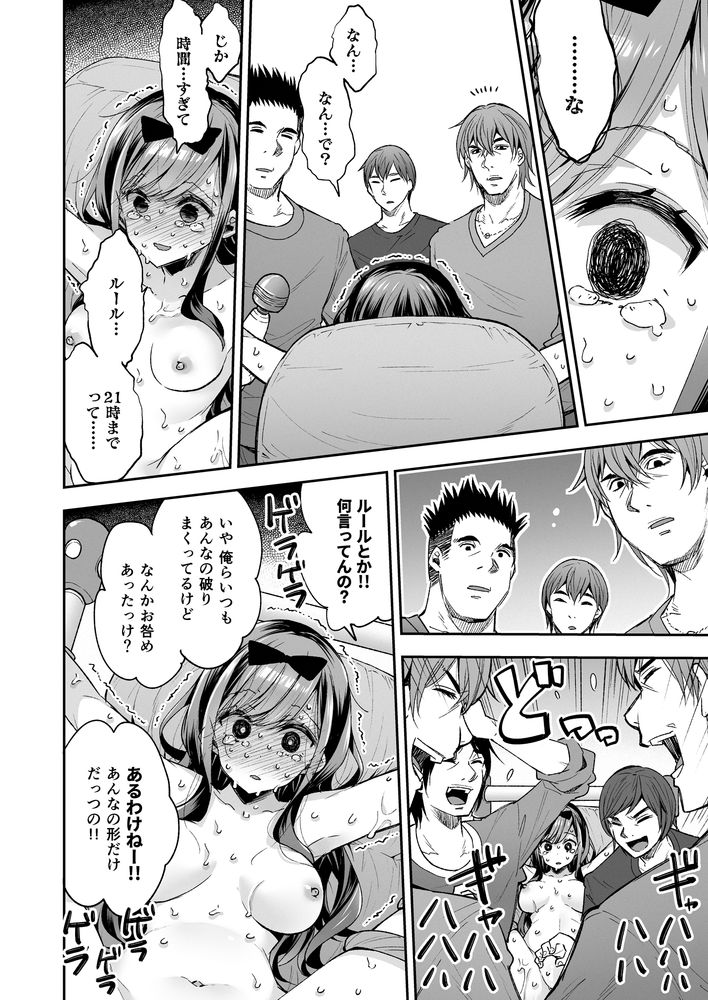 ………な
なん…
なん…で？
じか
時間…すぎて
ルール…
21時まで
って……
どっっ
ギャハハハ
ギャハハハ
ルールとか!!
何言ってんの？
いや 俺らいつも
あんなの破り
まくってるけど
なんかお咎め
あったっけ？
あるわけねー!!
あんなの形だけ
だっつの!!
ゲラゲラ
ゲラゲラ